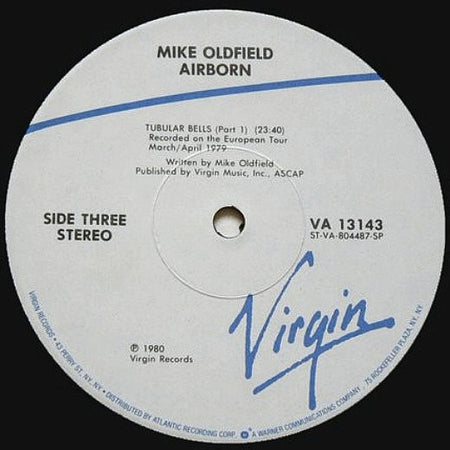 MIKE OLDFIELD
AIRBORN
TUBULAR BELLS (Part 1) (23:40)
Recorded on the European Tour
March/April 1979
Written by Mike Oldfield
Published by Virgin Music, Inc., ASCAP
SIDE THREE
STEREO
VA 13143
ST-VA-804487-SP
Virgin
℗ 1980
Virgin Records
VIRGIN RECORDS • 43 PERRY ST. N.Y. N.Y. • DISTRIBUTED BY ATLANTIC RECORDING CORP. A WARNER COMMUNICATIONS COMPANY. 75 ROCKEFELLER PLAZA, N.Y. N.Y.